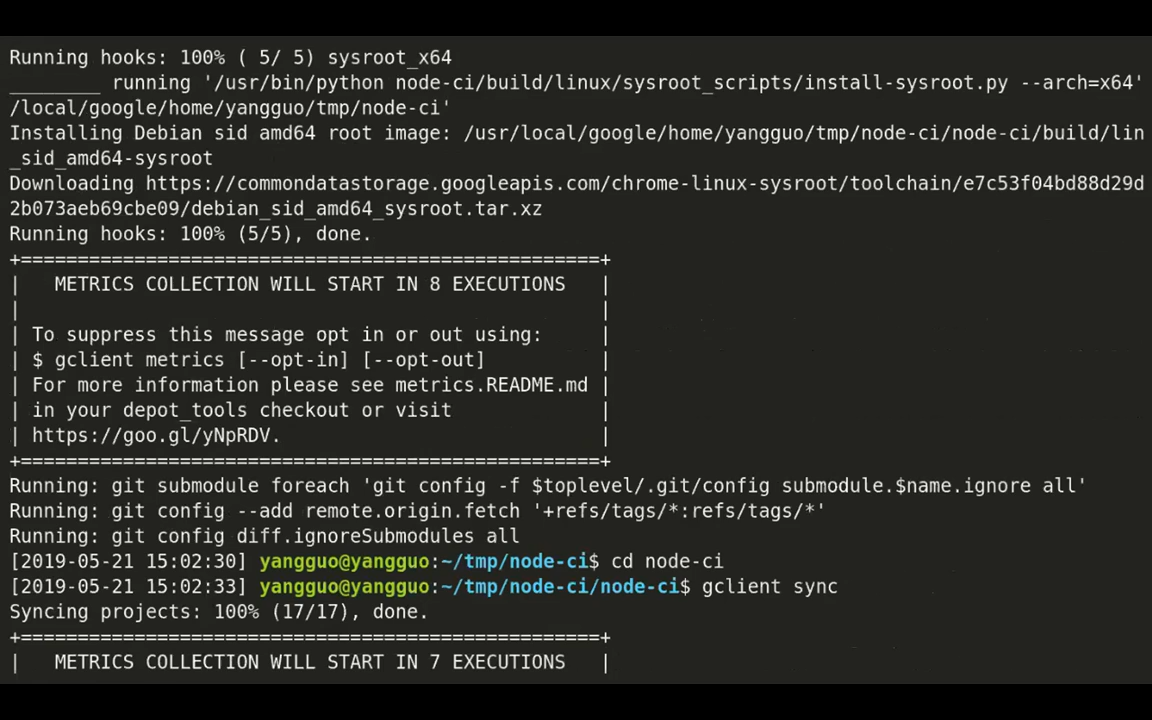 Running hooks: 100% ( 5/ 5) sysroot_x64
________ running '/usr/bin/python node-ci/build/linux/sysroot_scripts/install-sysroot.py --arch=x64'
/local/google/home/yangguo/tmp/node-ci'
Installing Debian sid amd64 root image: /usr/local/google/home/yangguo/tmp/node-ci/node-ci/build/lin
_sid_amd64-sysroot
Downloading https://commondatastorage.googleapis.com/chrome-linux-sysroot/toolchain/e7c53f04bd88d29d
2b073aeb69cbe09/debian_sid_amd64_sysroot.tar.xz
Running hooks: 100% (5/5), done.
+====================================================+
|   METRICS COLLECTION WILL START IN 8 EXECUTIONS   |
|                                                    |
| To suppress this message opt in or out using:      |
| $ gclient metrics [--opt-in] [--opt-out]           |
| For more information please see metrics.README.md  |
| in your depot_tools checkout or visit              |
| https://goo.gl/yNpRDV.                             |
+====================================================+
Running: git submodule foreach 'git config -f $toplevel/.git/config submodule.$name.ignore all'
Running: git config --add remote.origin.fetch '+refs/tags/*:refs/tags/*'
Running: git config diff.ignoreSubmodules all
[2019-05-21 15:02:30] yangguo@yangguo:~/tmp/node-ci$ cd node-ci
[2019-05-21 15:02:33] yangguo@yangguo:~/tmp/node-ci/node-ci$ gclient sync
Syncing projects: 100% (17/17), done.
+====================================================+
|   METRICS COLLECTION WILL START IN 7 EXECUTIONS   |